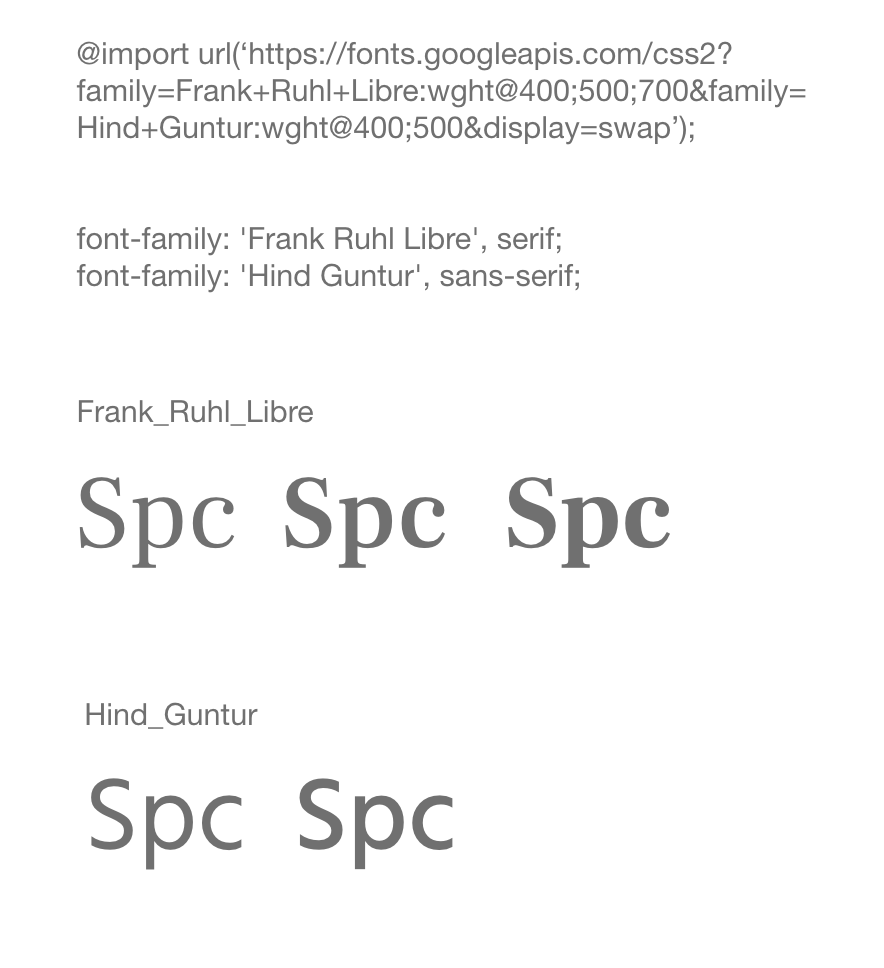 @import url(‘https://fonts.googleapis.com/css2?
family=Frank+Ruhl+Libre:wght@400;500;700&family=
Hind+Guntur:wght@400;500&display=swap’);
font-family: 'Frank Ruhl Libre', serif;
font-family: 'Hind Guntur', sans-serif;
Frank_Ruhl_Libre
Spc Spc Spc
Hind_Guntur
Spc Spc